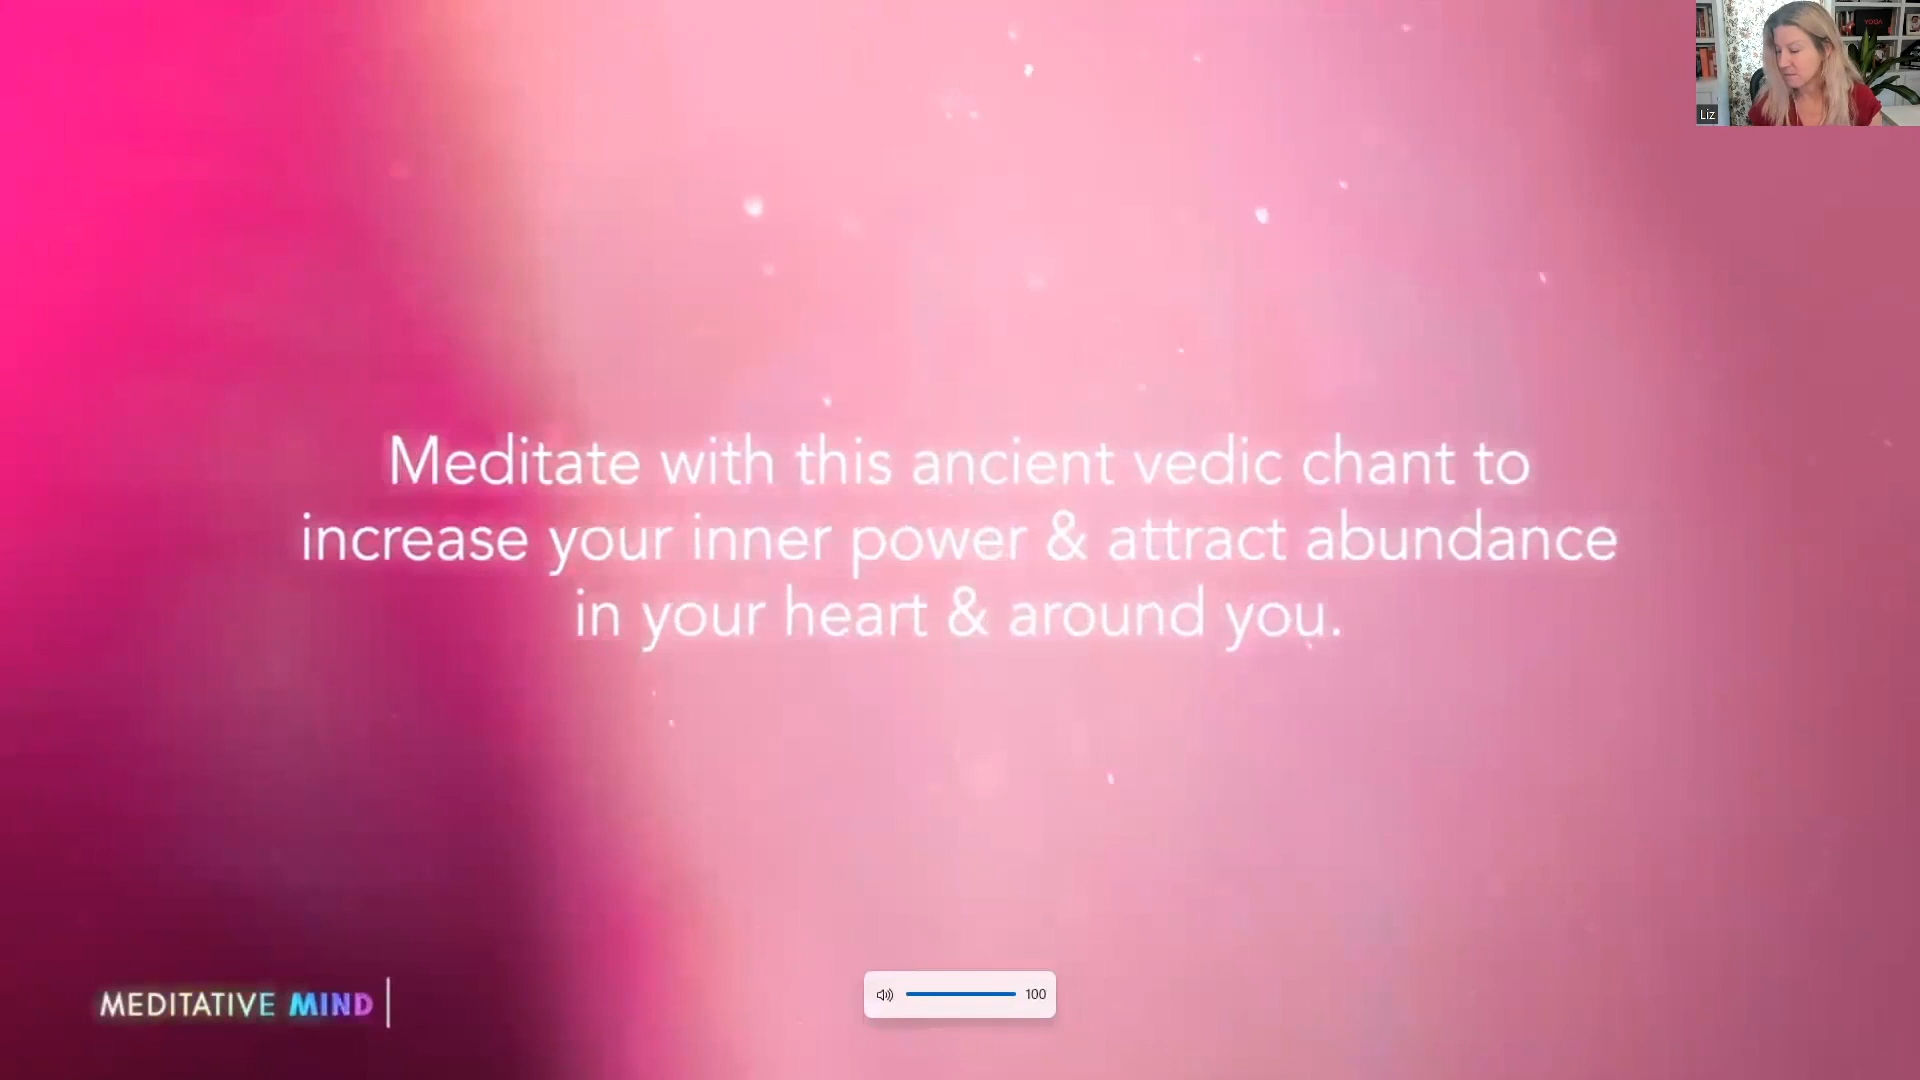 YOGA
Liz
Meditate with this ancient vedic chant to
increase your inner power & attract abundance
in your heart & around you.
MEDITATIVE MIND
100